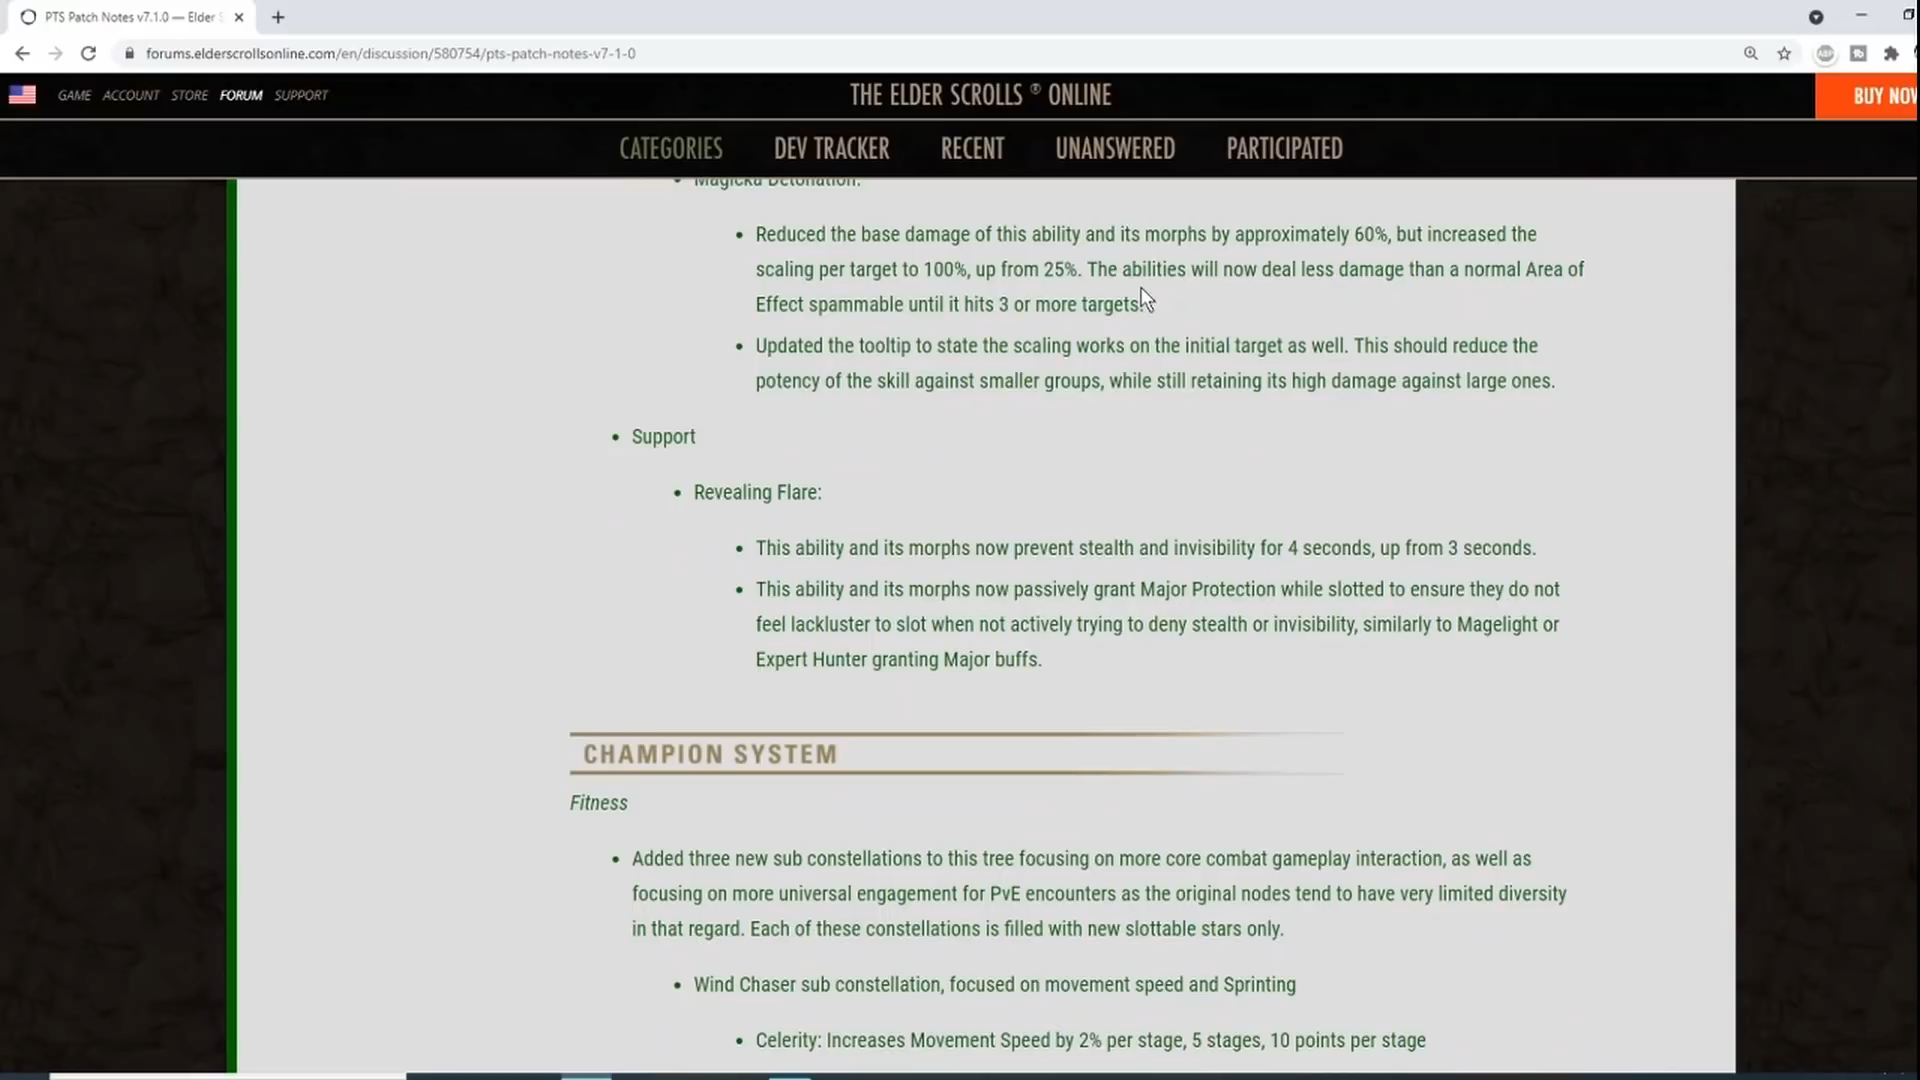 PTS Patch Notes v7.1.0 — Elder S
forums.elderscrollsonline.com/en/discussion/580754/pts-patch-notes-v7-1-0
GAME ACCOUNT STORE FORUM SUPPORT
THE ELDER SCROLLS ® ONLINE
BUY NOW
CATEGORIES DEV TRACKER RECENT UNANSWERED PARTICIPATED
Magicka Detonation:
• Reduced the base damage of this ability and its morphs by approximately 60%, but increased the
scaling per target to 100%, up from 25%. The abilities will now deal less damage than a normal Area of
Effect spammable until it hits 3 or more targets.
• Updated the tooltip to state the scaling works on the initial target as well. This should reduce the
potency of the skill against smaller groups, while still retaining its high damage against large ones.
• Support
• Revealing Flare:
• This ability and its morphs now prevent stealth and invisibility for 4 seconds, up from 3 seconds.
• This ability and its morphs now passively grant Major Protection while slotted to ensure they do not
feel lackluster to slot when not actively trying to deny stealth or invisibility, similarly to Magelight or
Expert Hunter granting Major buffs.
CHAMPION SYSTEM
Fitness
• Added three new sub constellations to this tree focusing on more core combat gameplay interaction, as well as
focusing on more universal engagement for PvE encounters as the original nodes tend to have very limited diversity
in that regard. Each of these constellations is filled with new slottable stars only.
• Wind Chaser sub constellation, focused on movement speed and Sprinting
• Celerity: Increases Movement Speed by 2% per stage, 5 stages, 10 points per stage